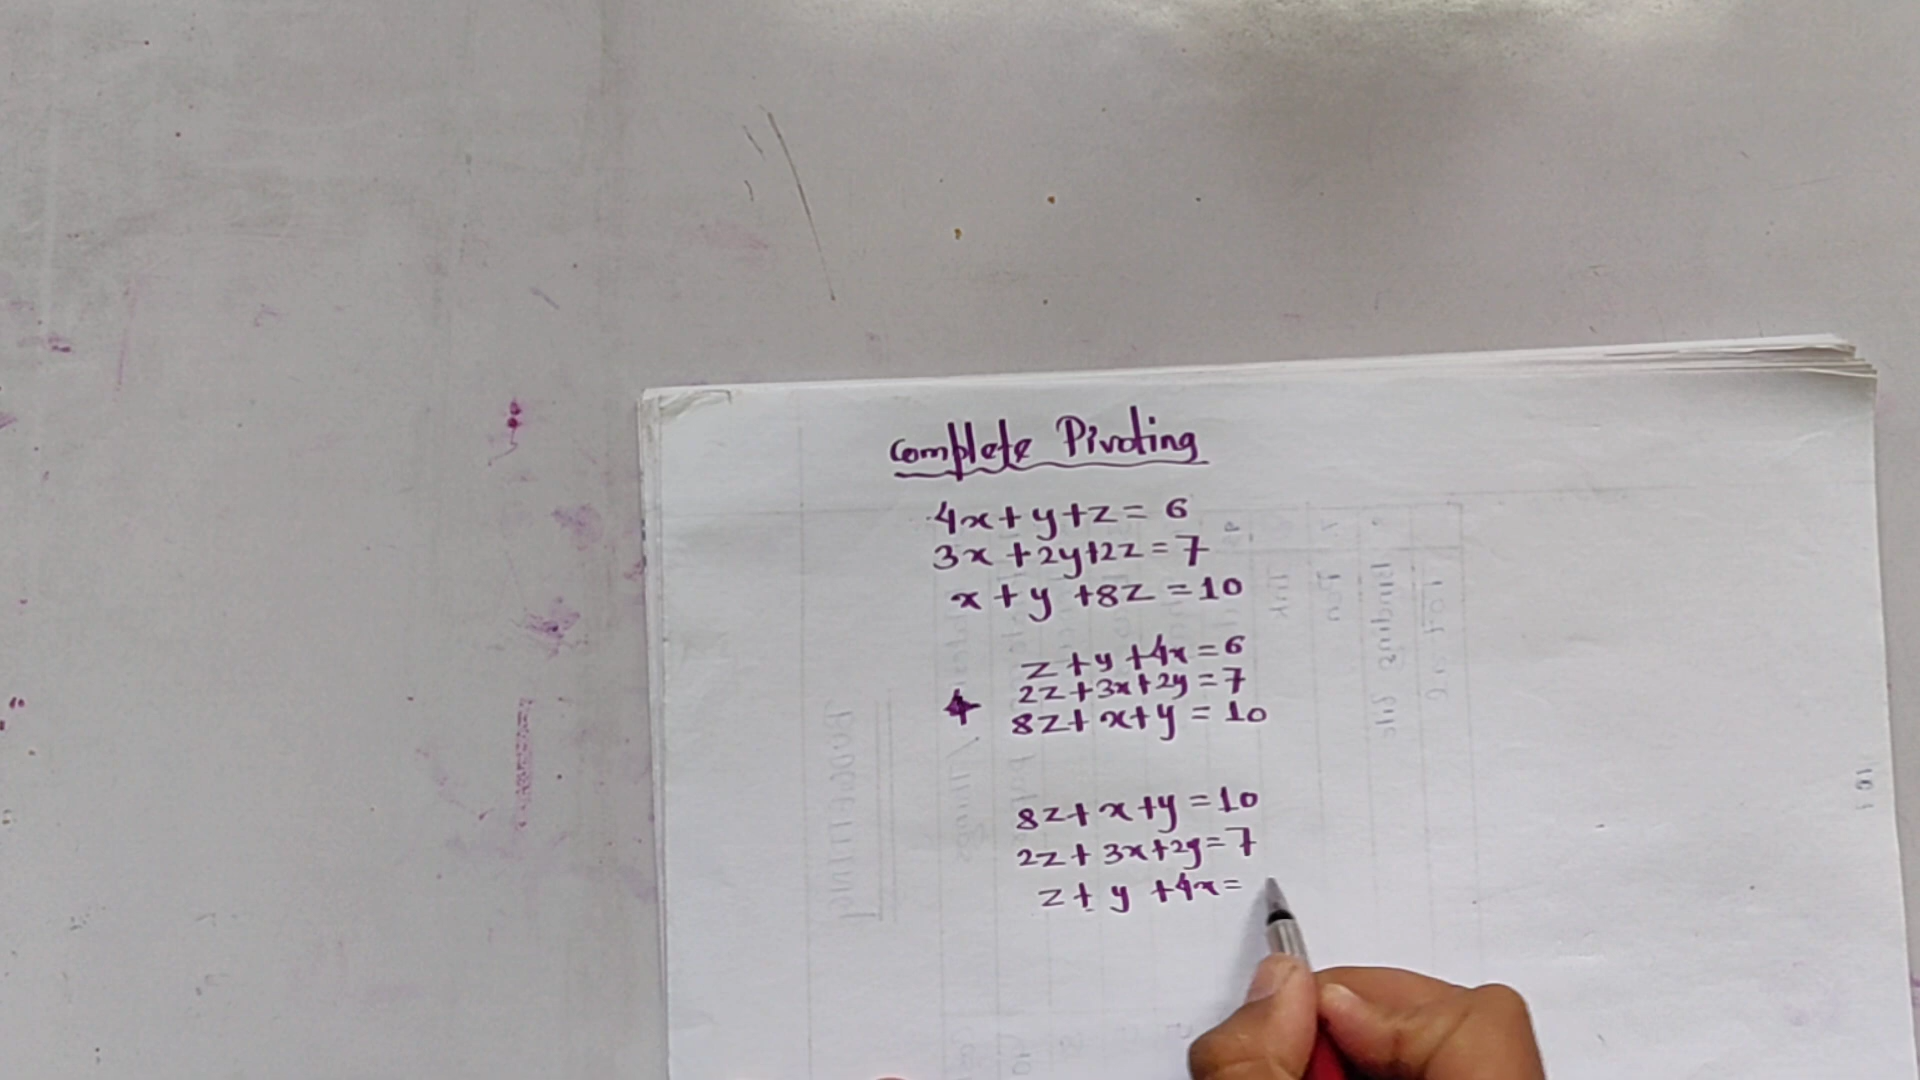 Complete Pivoting
4x + y + z = 6
3x + 2y + 2z = 7
x + y + 8z = 10
z + y + 4x = 6
2z + 3x + 2y = 7
8z + x + y = 10
8z + x + y = 10
2z + 3x + 2y = 7
z + y + 4x =